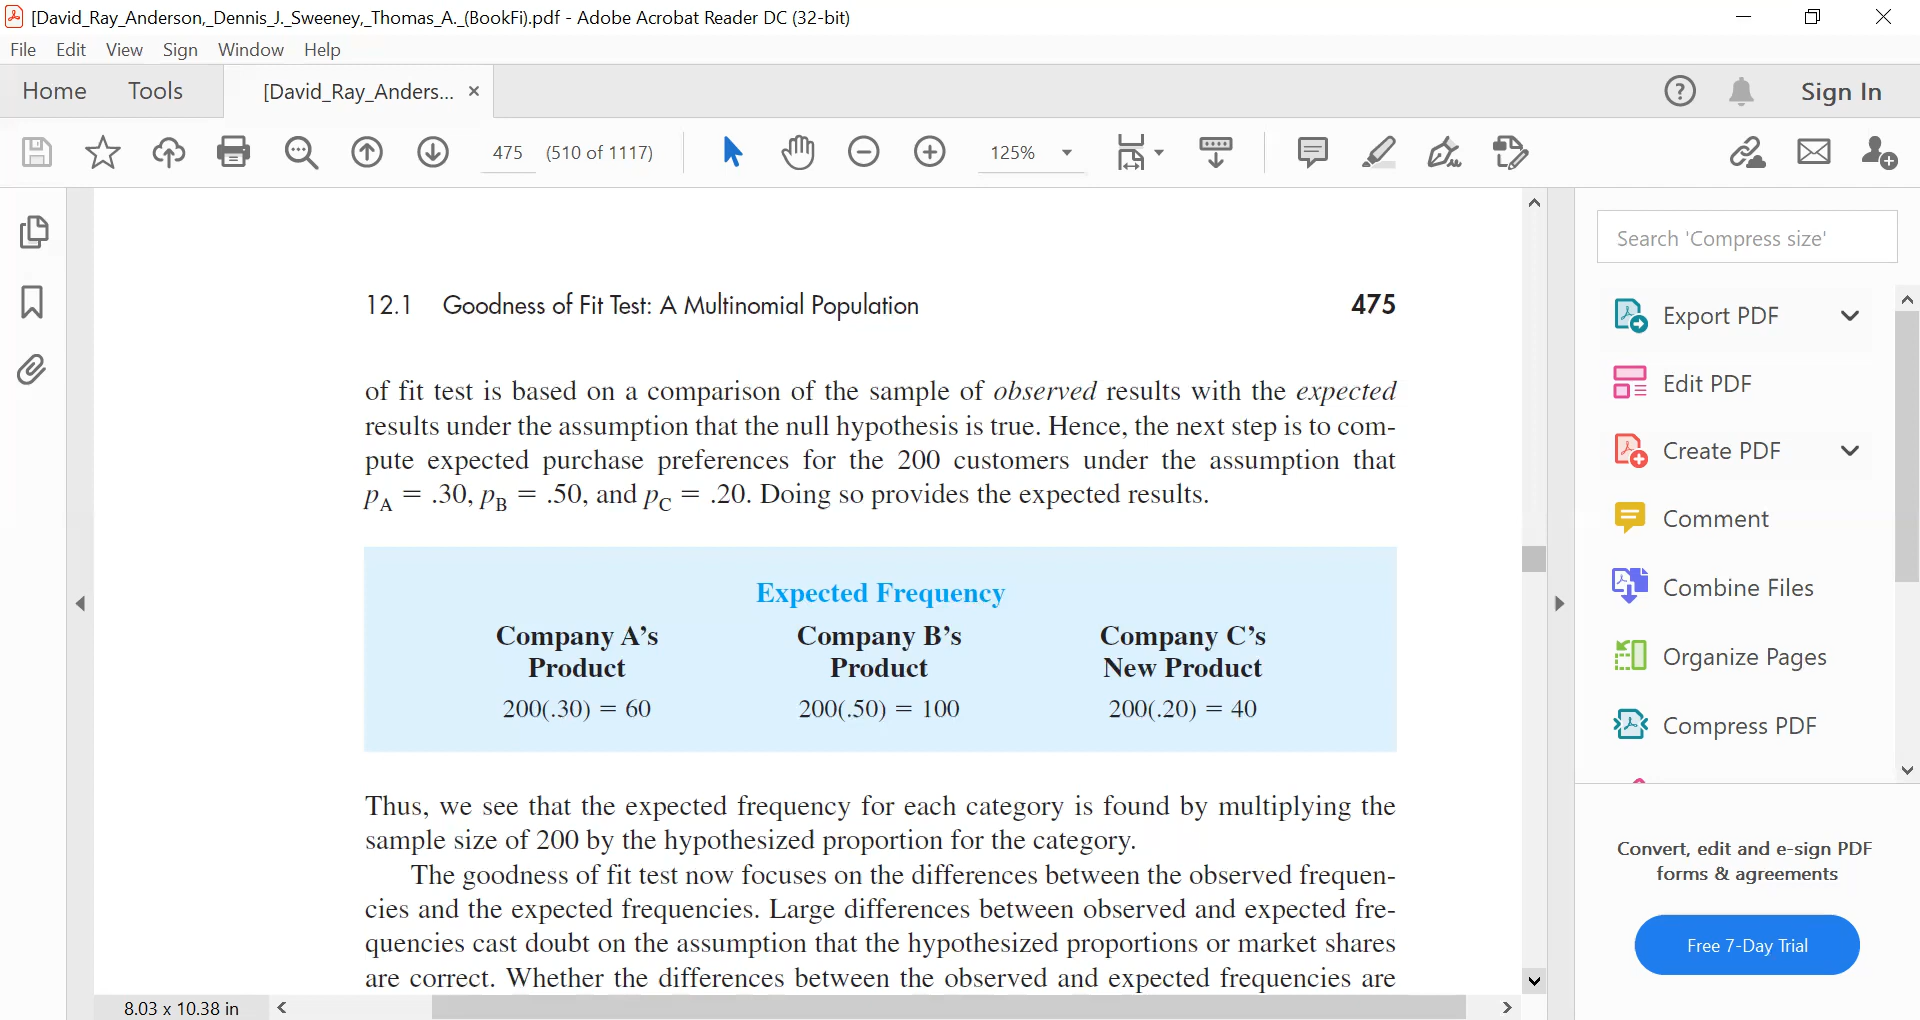 [David_Ray_Anderson,_Dennis_J._Sweeney,_Thomas_A._(BookFi).pdf - Adobe Acrobat Reader DC (32-bit)
File Edit View Sign Window Help
Home Tools [David_Ray_Anders... × Sign In
475 (510 of 1117) 125%
12.1 Goodness of Fit Test: A Multinomial Population 475
of fit test is based on a comparison of the sample of observed results with the expected
results under the assumption that the null hypothesis is true. Hence, the next step is to com-
pute expected purchase preferences for the 200 customers under the assumption that
pA = .30, pB = .50, and pC = .20. Doing so provides the expected results.
Expected Frequency
Company A’s Company B’s Company C’s
Product Product New Product
200(.30) = 60 200(.50) = 100 200(.20) = 40
Thus, we see that the expected frequency for each category is found by multiplying the
sample size of 200 by the hypothesized proportion for the category.
The goodness of fit test now focuses on the differences between the observed frequen-
cies and the expected frequencies. Large differences between observed and expected fre-
quencies cast doubt on the assumption that the hypothesized proportions or market shares
are correct. Whether the differences between the observed and expected frequencies are
8.03 x 10.38 in
Search 'Compress size'
Export PDF
Edit PDF
Create PDF
Comment
Combine Files
Organize Pages
Compress PDF
Convert, edit and e-sign PDF
forms & agreements
Free 7-Day Trial